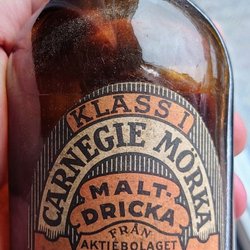 KLASS I
CARNEGIE MÖRKA
MALT-
DRICKA
FRÅN
AKTIEBOLAGET